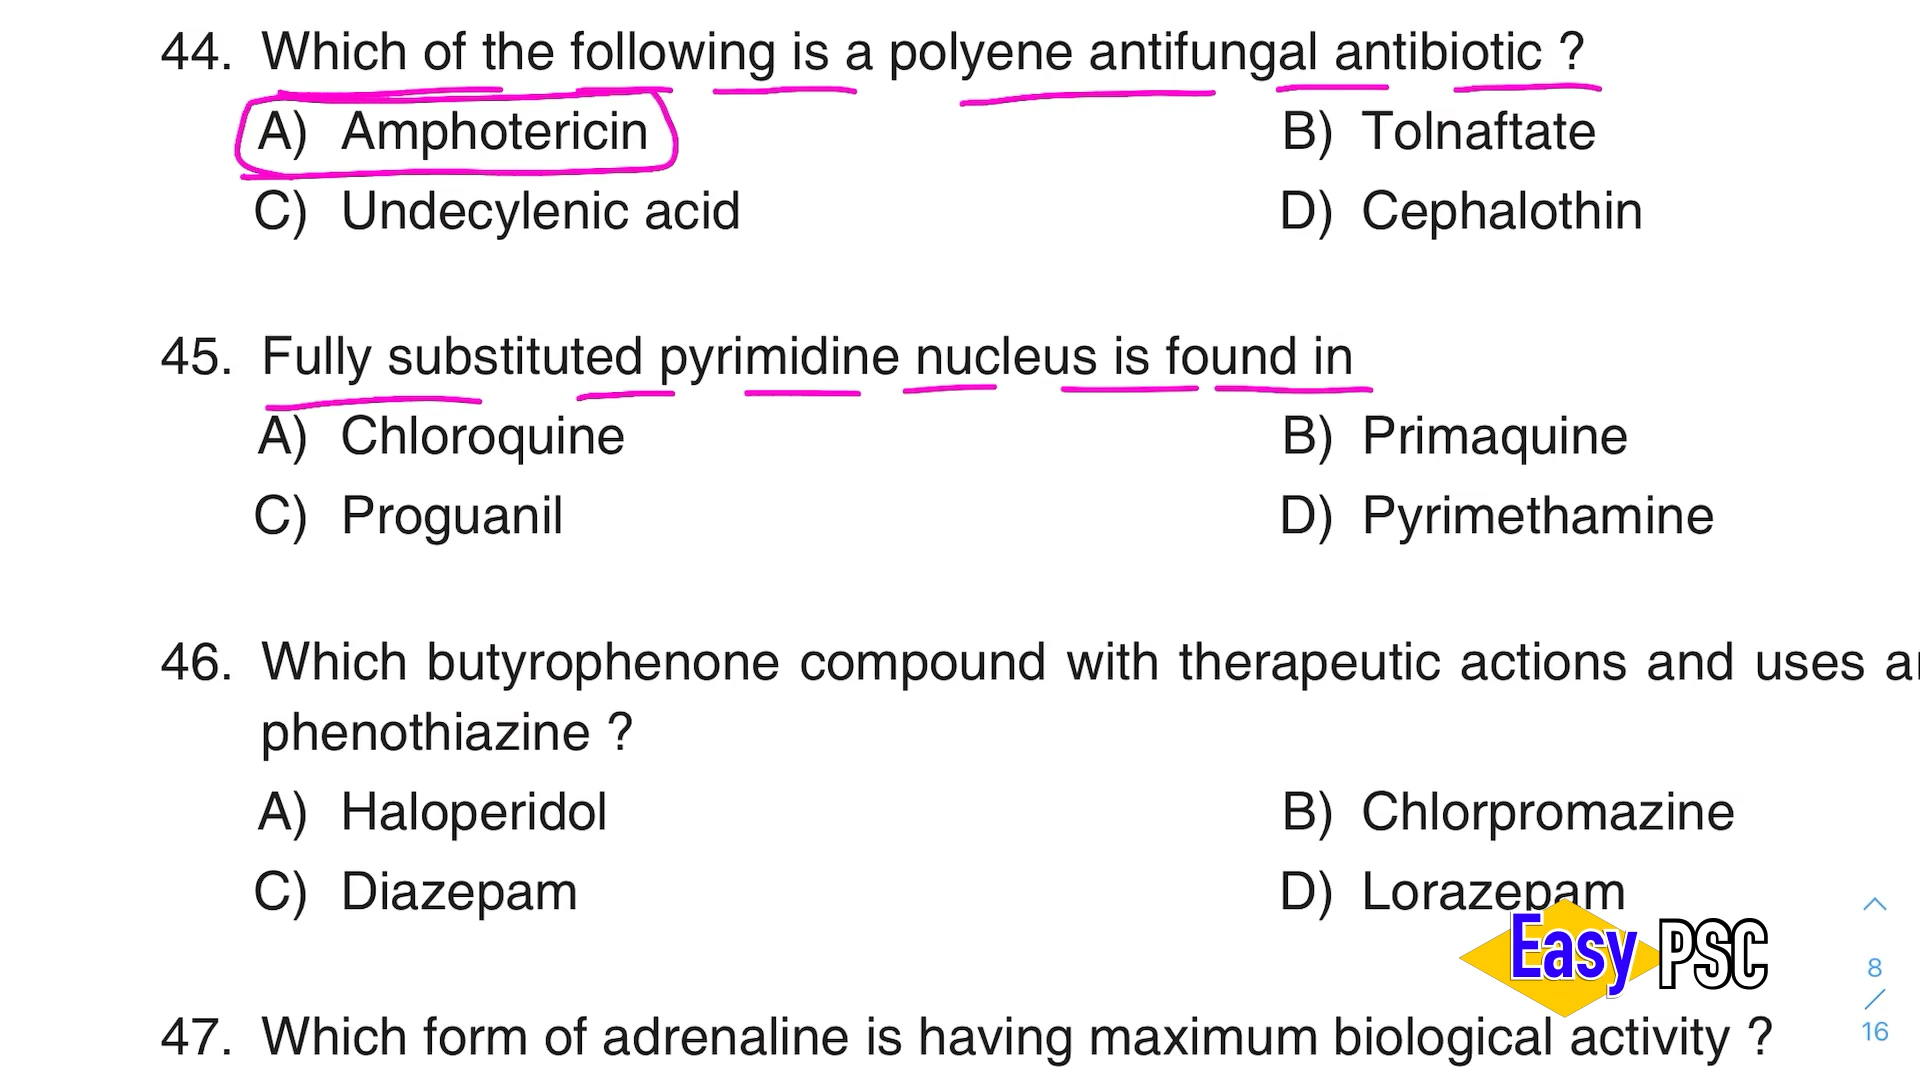 44. Which of the following is a polyene antifungal antibiotic ?
A) Amphotericin B) Tolnaftate
C) Undecylenic acid D) Cephalothin
45. Fully substituted pyrimidine nucleus is found in
A) Chloroquine B) Primaquine
C) Proguanil D) Pyrimethamine
46. Which butyrophenone compound with therapeutic actions and uses
phenothiazine ?
A) Haloperidol B) Chlorpromazine
C) Diazepam D) Lorazepam
Easy PSC
8
/
16
47. Which form of adrenaline is having maximum biological activity ?